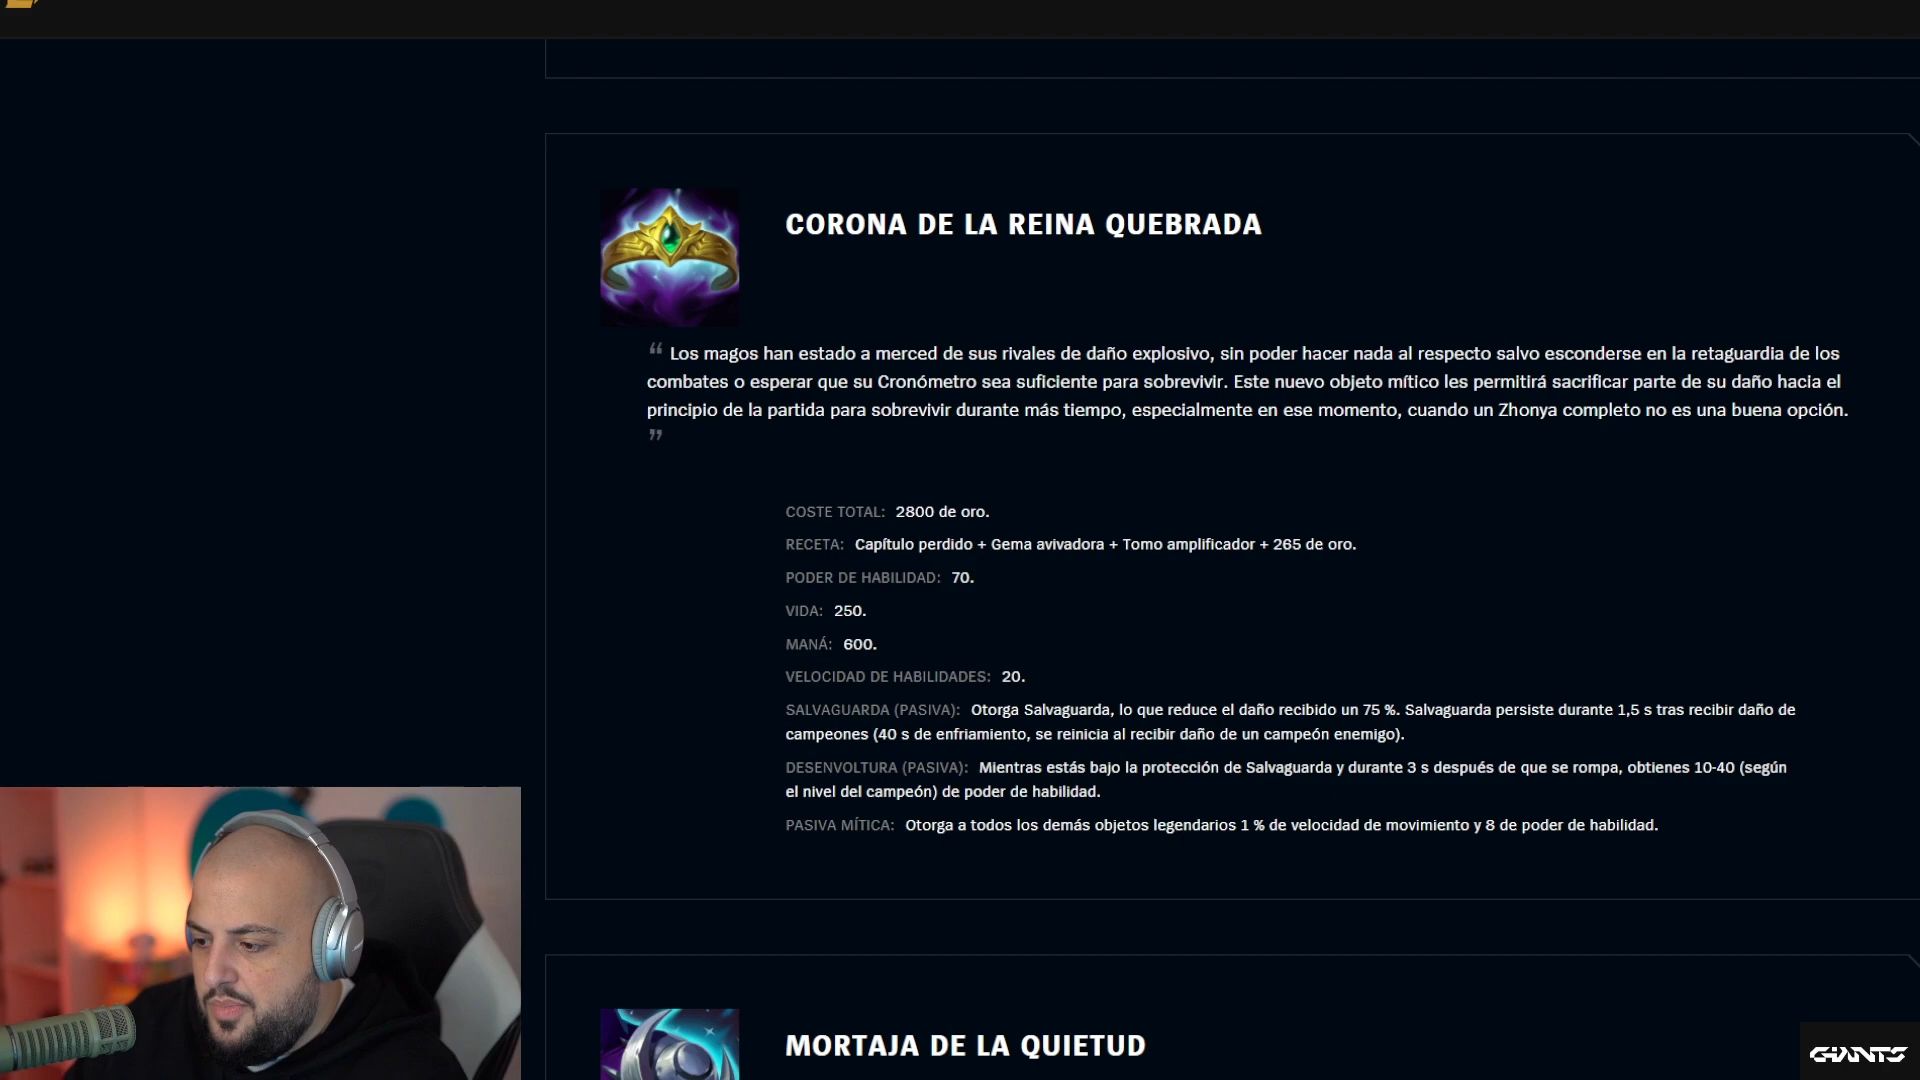 CORONA DE LA REINA QUEBRADA
“ Los magos han estado a merced de sus rivales de daño explosivo, sin poder hacer nada al respecto salvo esconderse en la retaguardia de los
combates o esperar que su Cronómetro sea suficiente para sobrevivir. Este nuevo objeto mítico les permitirá sacrificar parte de su daño hacia el
principio de la partida para sobrevivir durante más tiempo, especialmente en ese momento, cuando un Zhonya completo no es una buena opción.
”
COSTE TOTAL: 2800 de oro.
RECETA: Capítulo perdido + Gema avivadora + Tomo amplificador + 265 de oro.
PODER DE HABILIDAD: 70.
VIDA: 250.
MANÁ: 600.
VELOCIDAD DE HABILIDADES: 20.
SALVAGUARDA (PASIVA): Otorga Salvaguarda, lo que reduce el daño recibido un 75 %. Salvaguarda persiste durante 1,5 s tras recibir daño de
campeones (40 s de enfriamiento, se reinicia al recibir daño de un campeón enemigo).
DESENVOLTURA (PASIVA): Mientras estás bajo la protección de Salvaguarda y durante 3 s después de que se rompa, obtienes 10-40 (según
el nivel del campeón) de poder de habilidad.
PASIVA MÍTICA: Otorga a todos los demás objetos legendarios 1 % de velocidad de movimiento y 8 de poder de habilidad.
MORTAJA DE LA QUIETUD
GIANTS